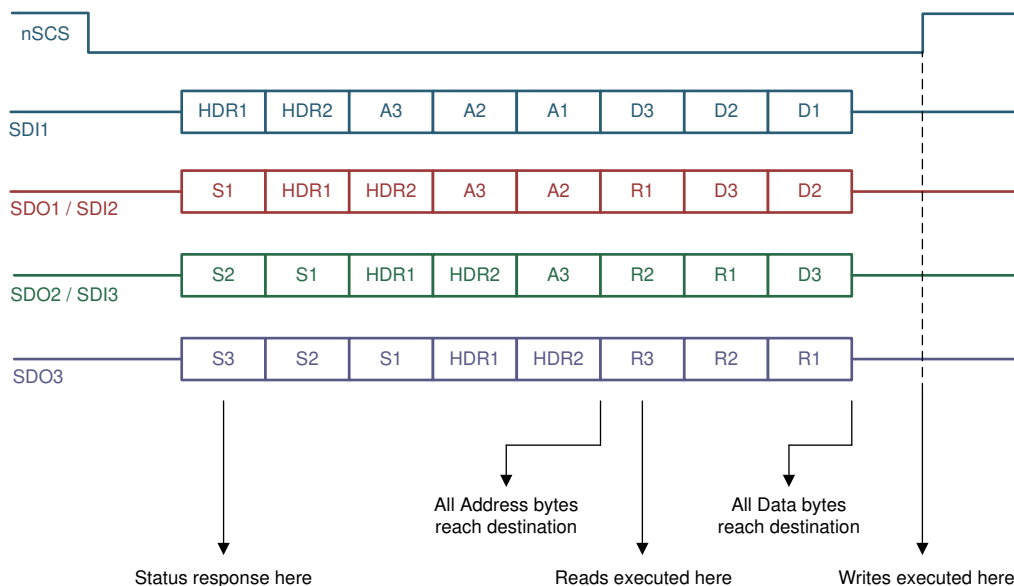 nSCS
HDR1 HDR2 A3 A2 A1 D3 D2 D1
SDI1
S1 HDR1 HDR2 A3 A2 R1 D3 D2
SDO1 / SDI2
S2 S1 HDR1 HDR2 A3 R2 R1 D3
SDO2 / SDI3
S3 S2 S1 HDR1 HDR2 R3 R2 R1
SDO3
All Address bytes
reach destination
All Data bytes
reach destination
Status response here
Reads executed here
Writes executed here